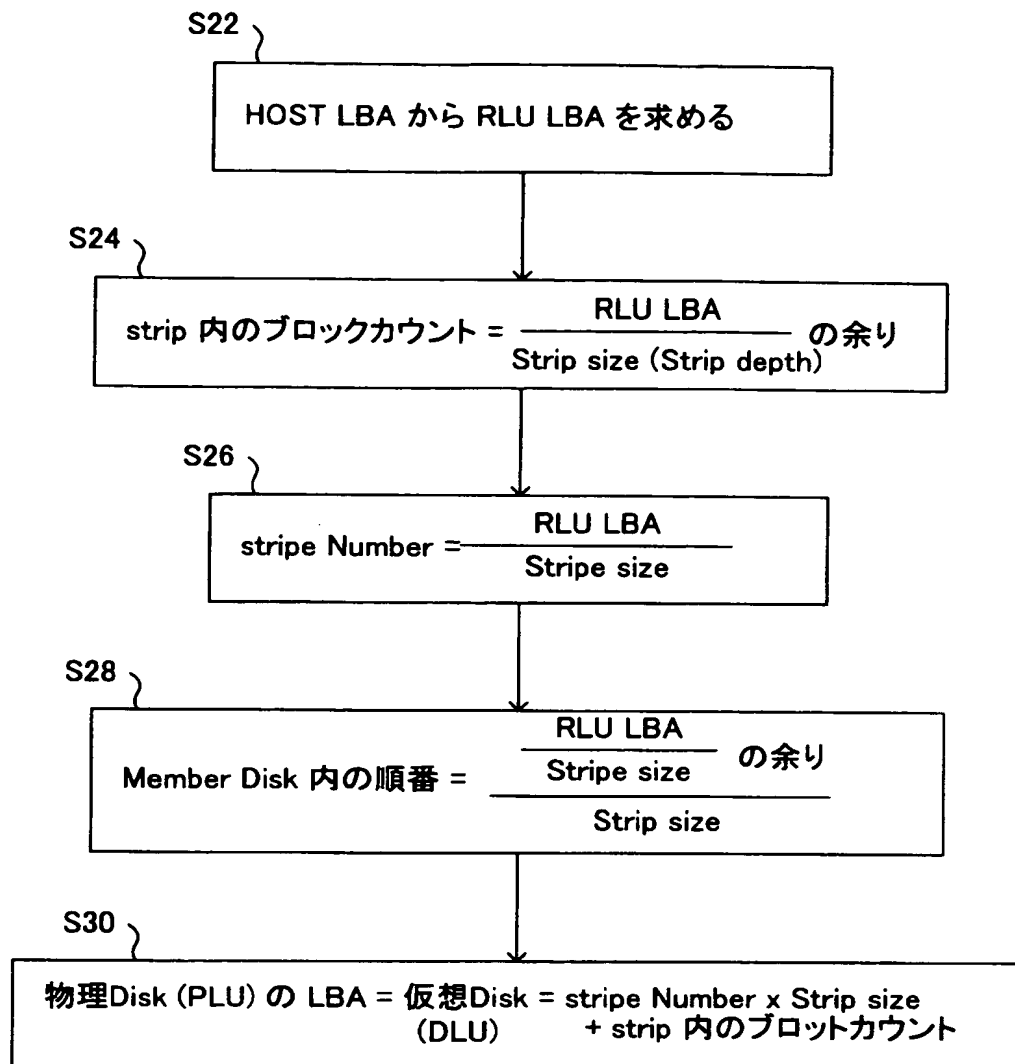 S22
HOST LBA から RLU LBA を求める
S24
RLU LBA
strip 内のブロックカウント = の余り
Strip size (Strip depth)
S26
RLU LBA
stripe Number =
Stripe size
S28
RLU LBA
Stripe size の余り
Member Disk 内の順番 =
Strip size
S30
物理Disk (PLU) の LBA = 仮想Disk = stripe Number x Strip size
(DLU) + strip 内のブロットカウント